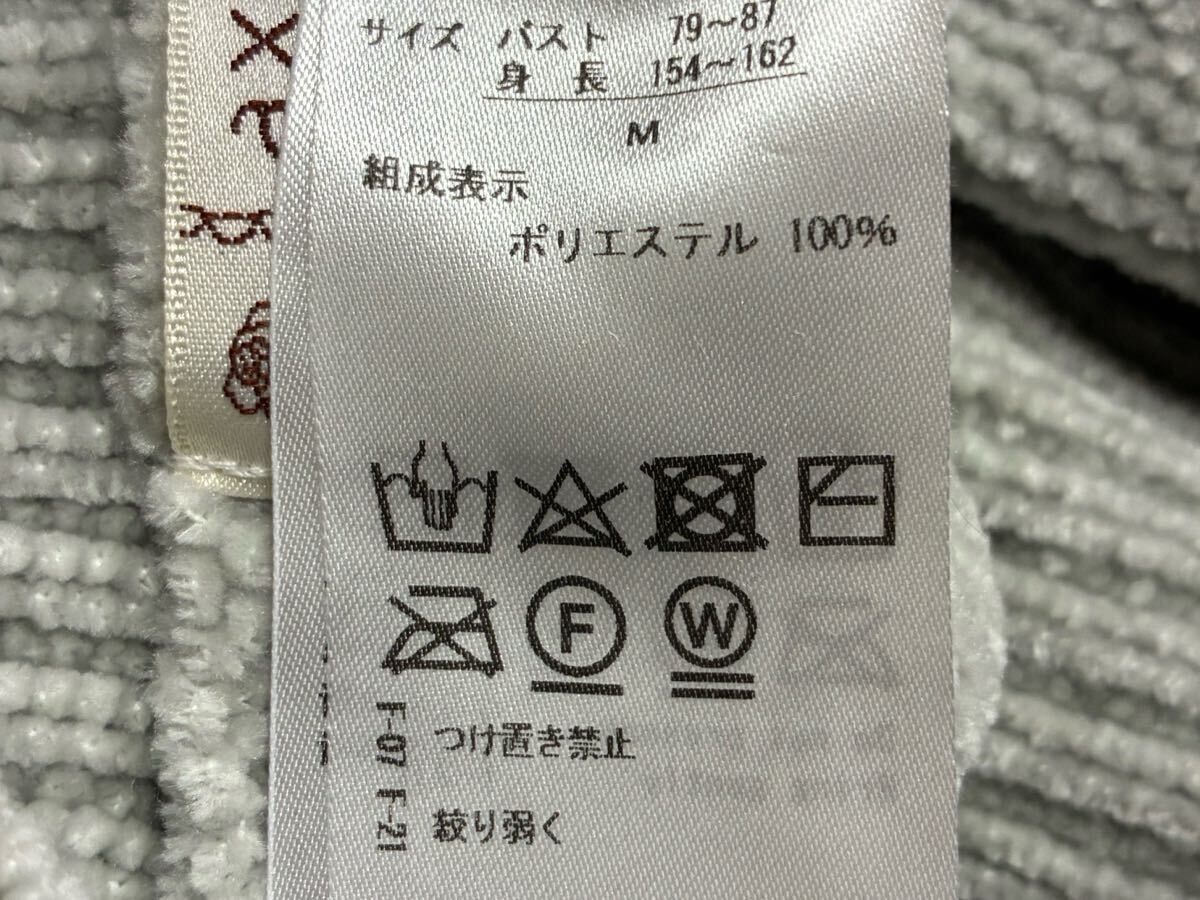 サイズ バスト 79～87
身 長 154～162
M
組成表示
ポリエステル 100%
F W
F-07 つけ置き禁止
F-21 絞り弱く